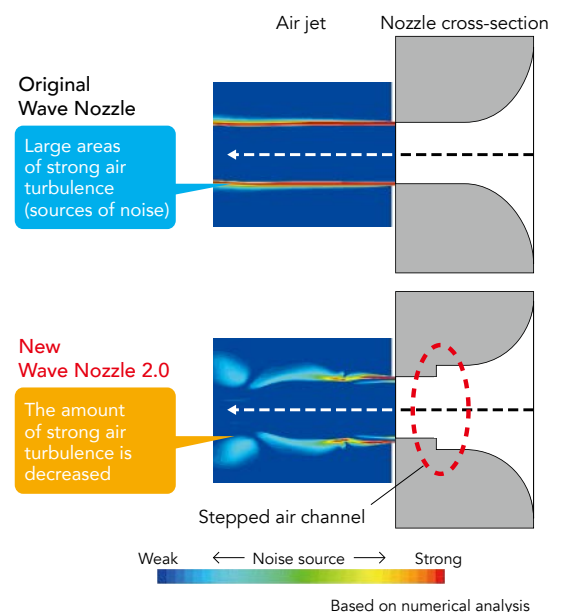 Air jet
Nozzle cross-section
Original
Wave Nozzle
Large areas
of strong air
turbulence
(sources of noise)
New
Wave Nozzle 2.0
The amount
of strong air
turbulence is
decreased
Stepped air channel
Weak
Noise source
Strong
Based on numerical analysis